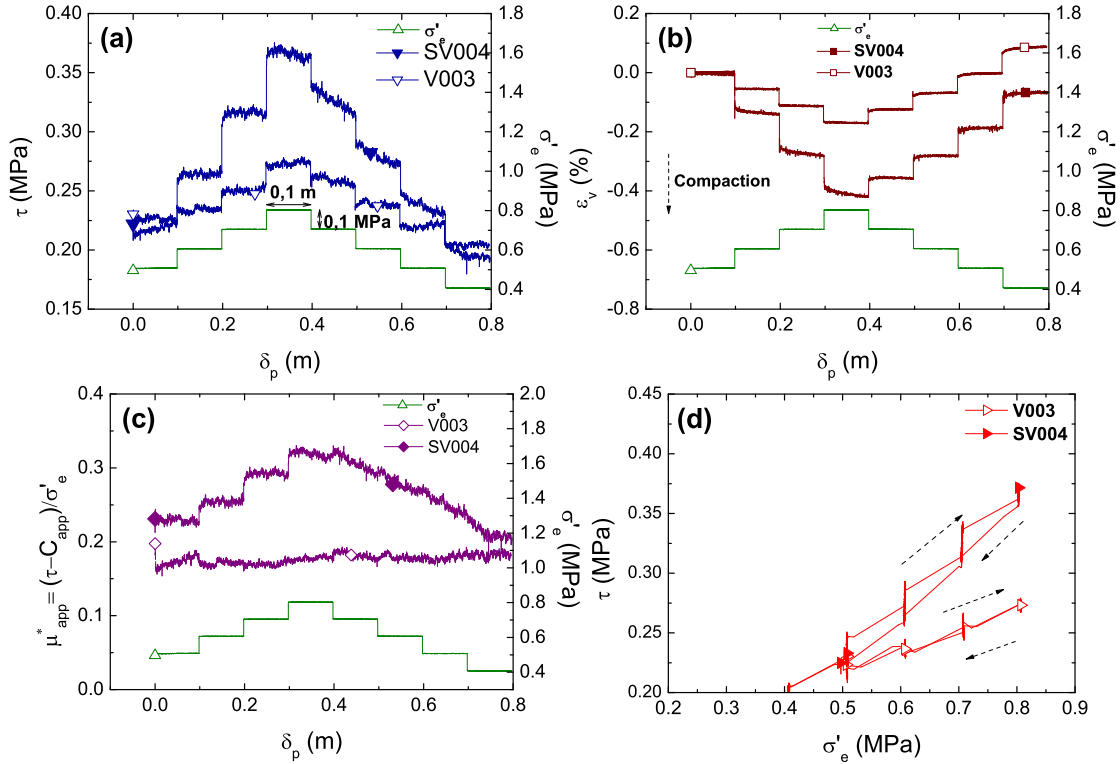 (a)
σ'e
SV004
V003
0,1 m
0,1 MPa
τ (MPa)
0.40
0.35
0.30
0.25
0.20
0.15
1.8
1.6
1.4
1.2
1.0
0.8
0.6
0.4
σ'e (MPa)
0.0 0.2 0.4 0.6 0.8
δp (m)
(b)
σ'e
SV004
V003
Compaction
εv (%)
0.2
0.0
-0.2
-0.4
-0.6
-0.8
1.8
1.6
1.4
1.2
1.0
0.8
0.6
0.4
σ'e (MPa)
0.0 0.2 0.4 0.6 0.8
δp (m)
(c)
σ'e
V003
SV004
μ*app= (τ−Capp)/σ'e
0.4
0.3
0.2
0.1
0.0
2.0
1.8
1.6
1.4
1.2
1.0
0.8
0.6
0.4
σ'e (MPa)
0.0 0.2 0.4 0.6 0.8
δp (m)
(d)
V003
SV004
τ (MPa)
0.45
0.40
0.35
0.30
0.25
0.20
0.2 0.3 0.4 0.5 0.6 0.7 0.8 0.9
σ'e (MPa)